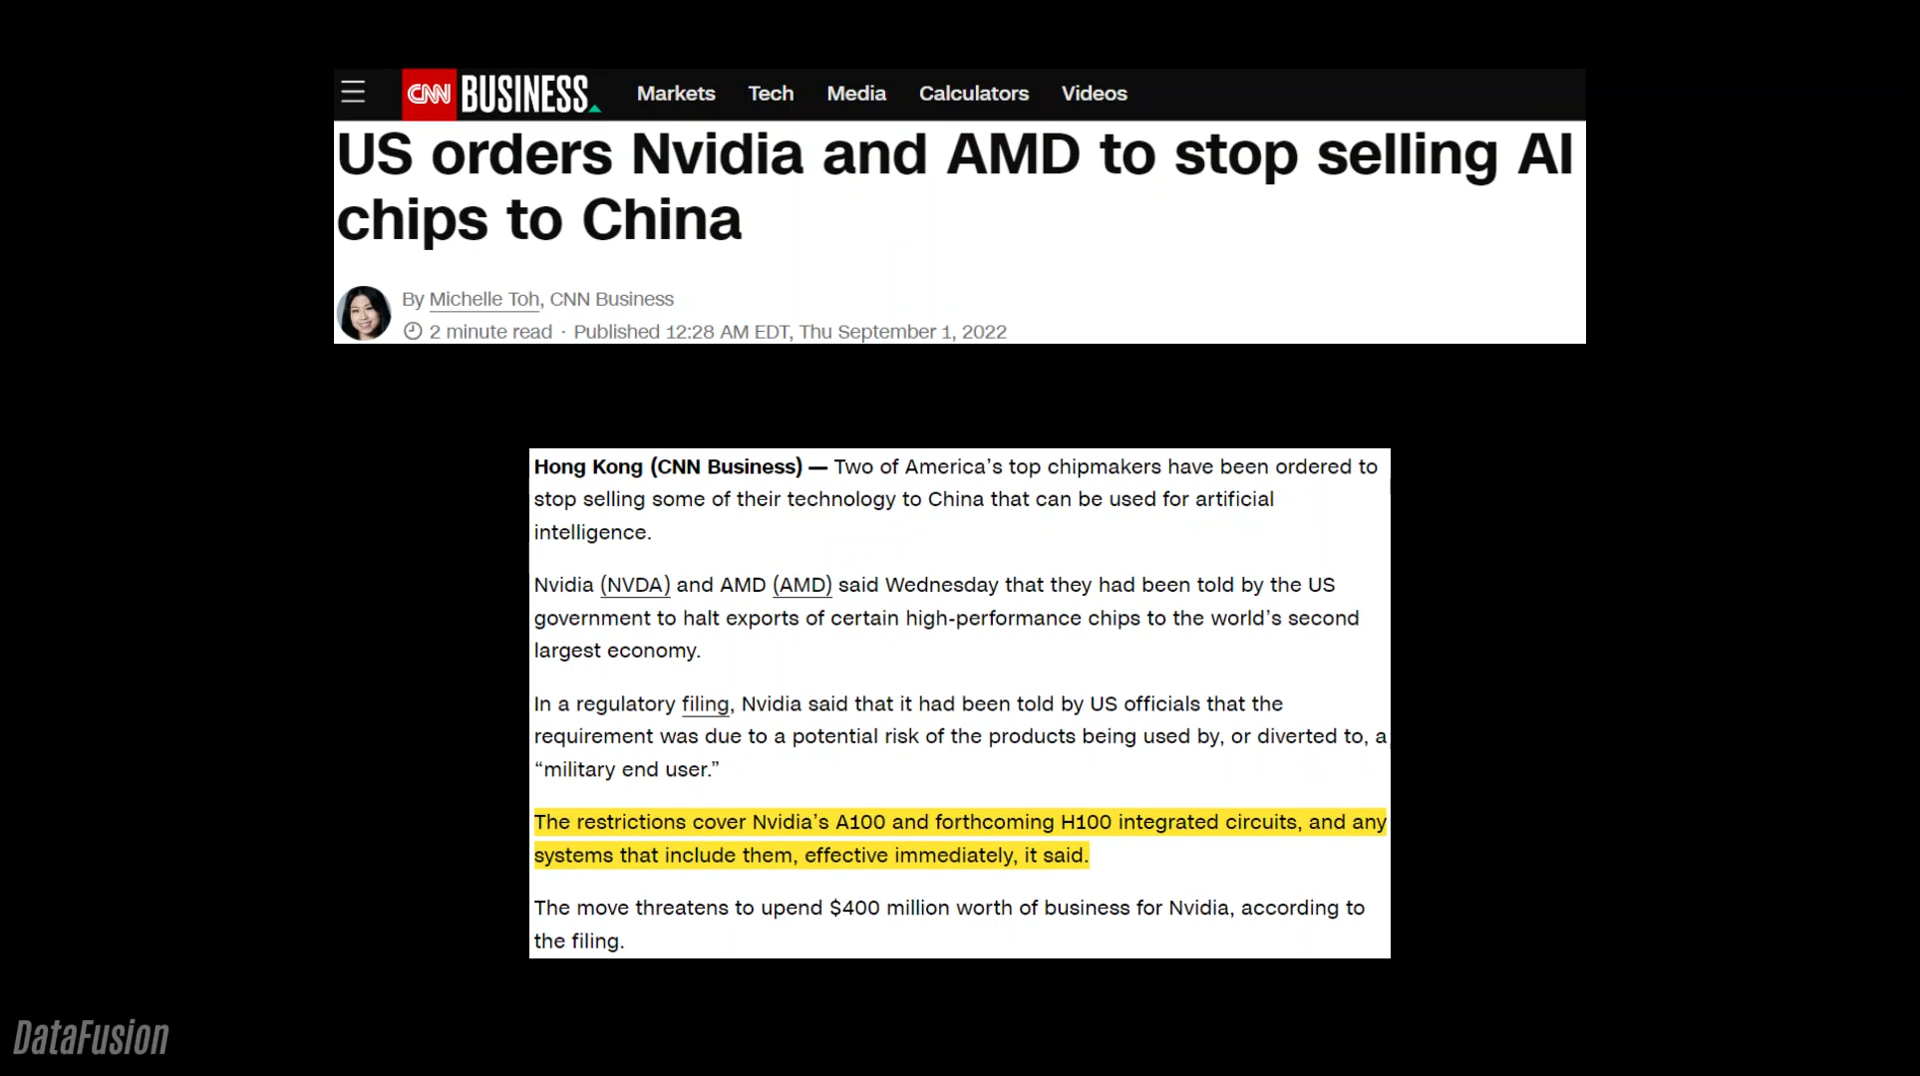 CNN BUSINESS Markets Tech Media Calculators Videos
US orders Nvidia and AMD to stop selling AI
chips to China
By Michelle Toh, CNN Business
2 minute read · Published 12:28 AM EDT, Thu September 1, 2022
Hong Kong (CNN Business) — Two of America’s top chipmakers have been ordered to
stop selling some of their technology to China that can be used for artificial
intelligence.
Nvidia (NVDA) and AMD (AMD) said Wednesday that they had been told by the US
government to halt exports of certain high-performance chips to the world’s second
largest economy.
In a regulatory filing, Nvidia said that it had been told by US officials that the
requirement was due to a potential risk of the products being used by, or diverted to, a
“military end user.”
The restrictions cover Nvidia’s A100 and forthcoming H100 integrated circuits, and any
systems that include them, effective immediately, it said.
The move threatens to upend $400 million worth of business for Nvidia, according to
the filing.
DataFusion